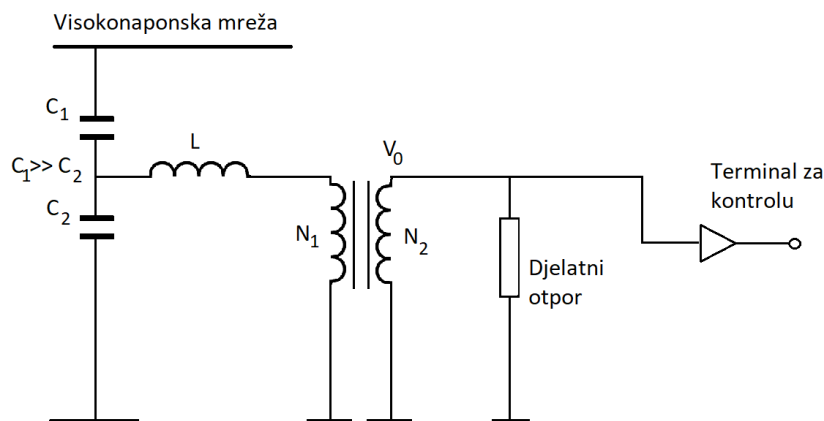 Visokonaponska mreža
C1
L
V0
C1>> C2
Terminal za
kontrolu
C2
N1
N2
Djelatni
otpor